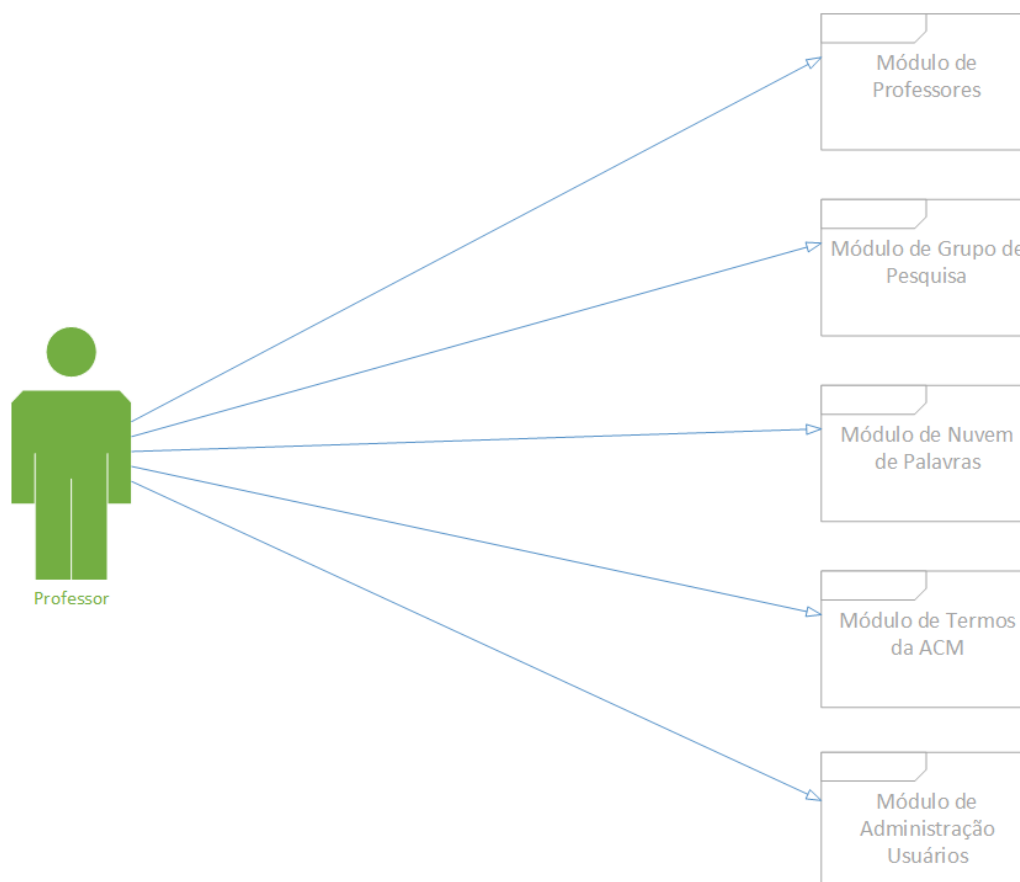 Módulo de
Professores
Módulo de Grupo de
Pesquisa
Módulo de Nuvem
de Palavras
Professor
Módulo de Termos
da ACM
Módulo de
Administração
Usuários